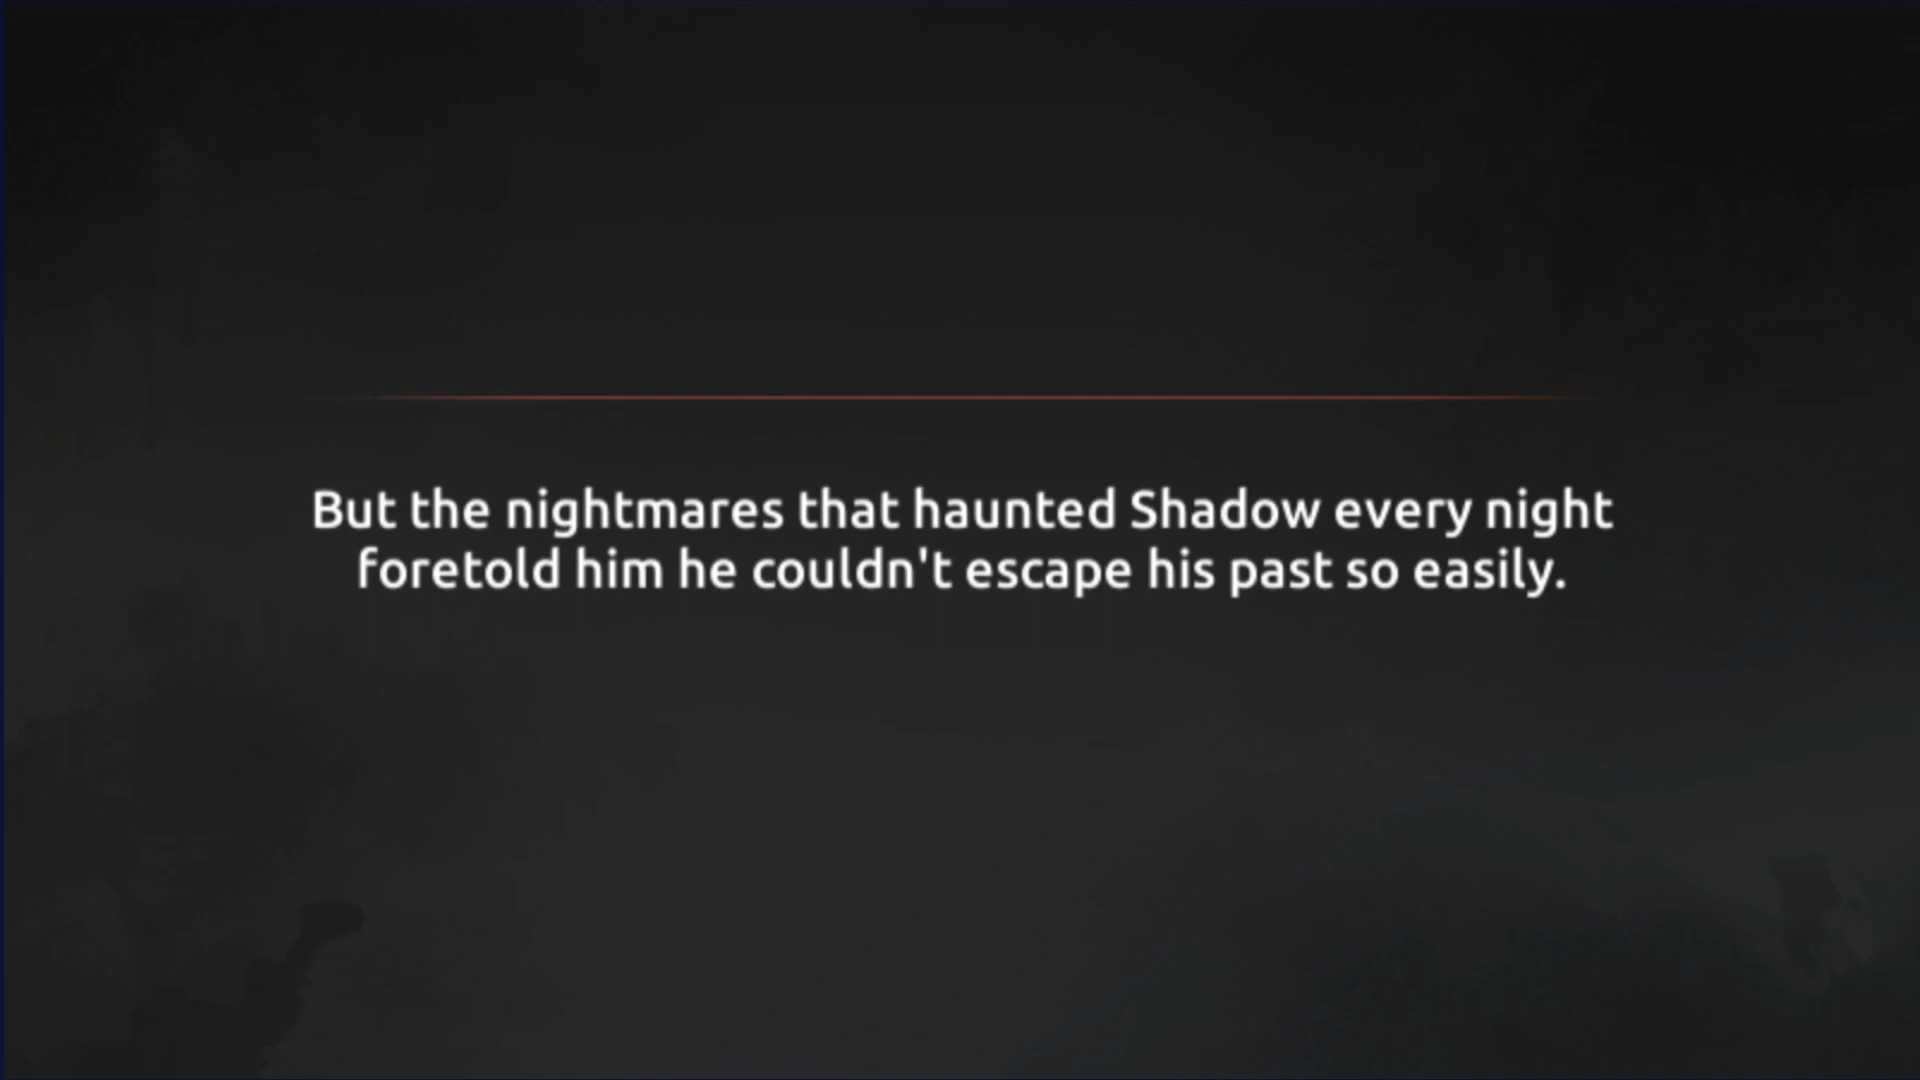 But the nightmares that haunted Shadow every night
foretold him he couldn't escape his past so easily.